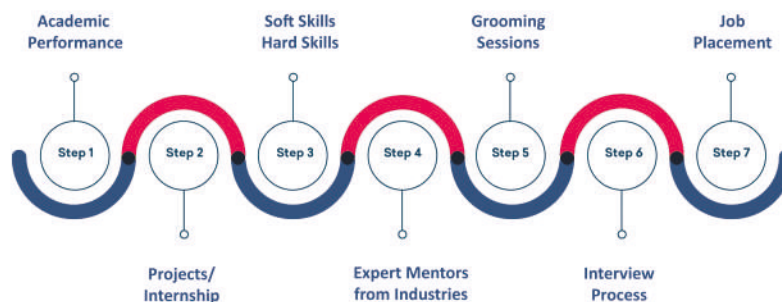 Academic
Performance
Soft Skills
Hard Skills
Grooming
Sessions
Job
Placement
Step 1
Step 2
Step 3
Step 4
Step 5
Step 6
Step 7
Projects/
Internship
Expert Mentors
from Industries
Interview
Process